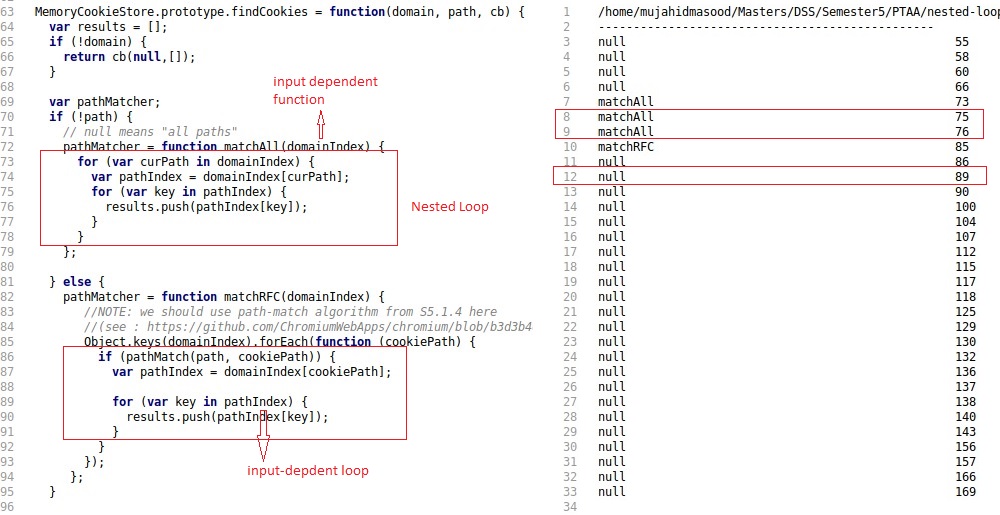 63 MemoryCookieStore.prototype.findCookies = function(domain, path, cb) {
64 var results = [];
65 if (!domain) {
66 return cb(null,[]);
67 }
68
69 var pathMatcher;
70 if (!path) {
71 // null means "all paths"
72 pathMatcher = function matchAll(domainIndex) {
73 for (var curPath in domainIndex) {
74 var pathIndex = domainIndex[curPath];
75 for (var key in pathIndex) {
76 results.push(pathIndex[key]);
77 }
78 }
79 };
80
81 } else {
82 pathMatcher = function matchRFC(domainIndex) {
83 //NOTE: we should use path-match algorithm from S5.1.4 here
84 //(see : https://github.com/ChromiumWebApps/chromium/blob/b3d3b4
85 Object.keys(domainIndex).forEach(function (cookiePath) {
86 if (pathMatch(path, cookiePath)) {
87 var pathIndex = domainIndex[cookiePath];
88
89 for (var key in pathIndex) {
90 results.push(pathIndex[key]);
91 }
92 }
93 });
94 };
95 }
96
input dependent
function
Nested Loop
input-depdent loop
1 /home/mujahidmasood/Masters/DSS/Semester5/PTAA/nested-loop
2 ------------------------------------------------
3 null 55
4 null 58
5 null 60
6 null 66
7 matchAll 73
8 matchAll 75
9 matchAll 76
10 matchRFC 85
11 null 86
12 null 89
13 null 90
14 null 100
15 null 104
16 null 107
17 null 112
18 null 115
19 null 117
20 null 118
21 null 125
22 null 129
23 null 130
24 null 132
25 null 136
26 null 137
27 null 138
28 null 140
29 null 143
30 null 156
31 null 157
32 null 166
33 null 169
34